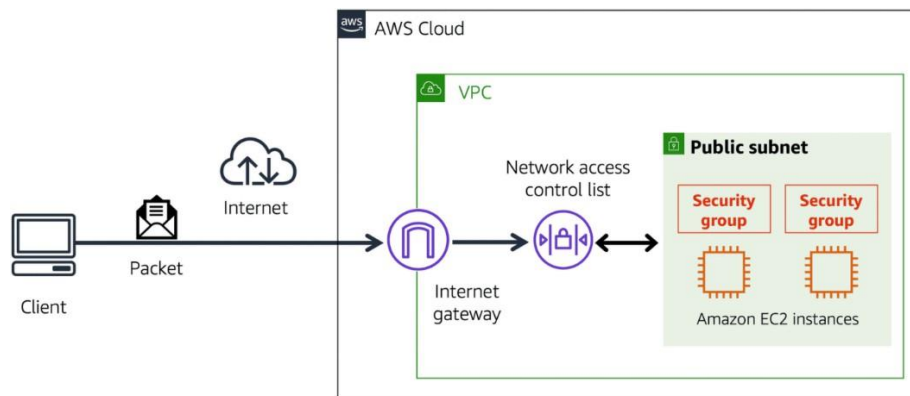 aws
AWS Cloud
VPC
Public subnet
Network access
control list
Security
group
Security
group
Internet
Packet
Client
Internet
gateway
Amazon EC2 instances